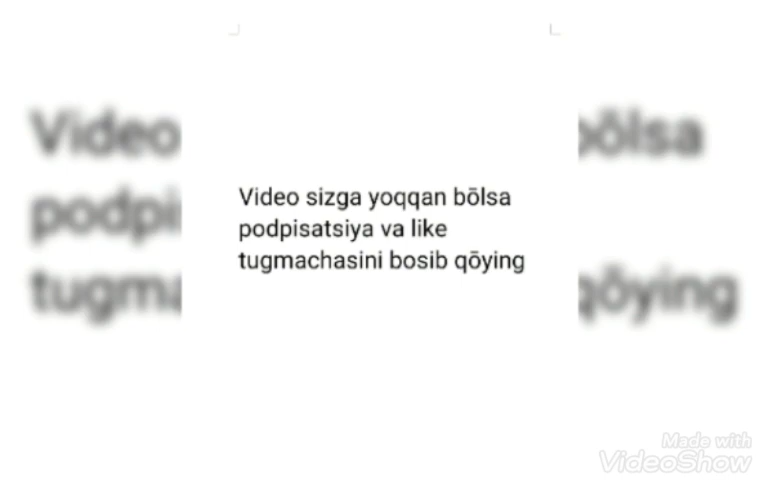 Video sizga yoqqan bōlsa
podpisatsiya va like
tugmachasini bosib qōying
Made with
VideoShow